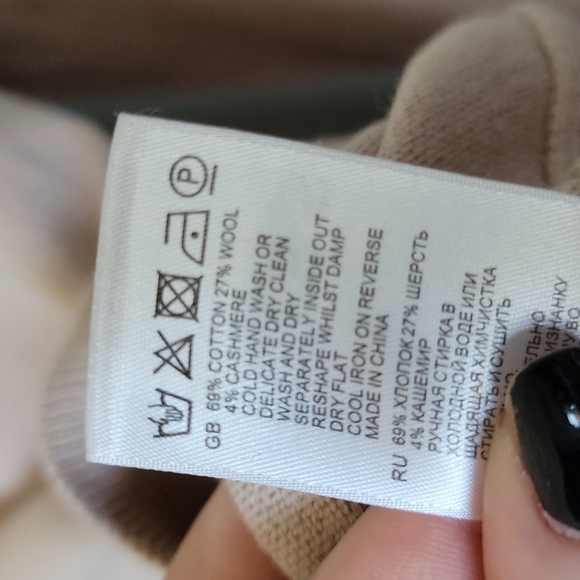 P
GB 69% COTTON 27% WOOL
4% CASHMERE
COLD HAND WASH OR
DELICATE DRY CLEAN
WASH AND DRY
SEPARATELY INSIDE OUT
RESHAPE WHILST DAMP
DRY FLAT
COOL IRON ON REVERSE
MADE IN CHINA
RU 69% ХЛОПОК 27% ШЕРСТЬ
4% КАШЕМИР
РУЧНАЯ СТИРКА В
ХОЛОДНОЙ ВОДЕ ИЛИ
ЩАДЯЩАЯ ХИМЧИСТКА
СТИРАТЬ И СУШИТЬ